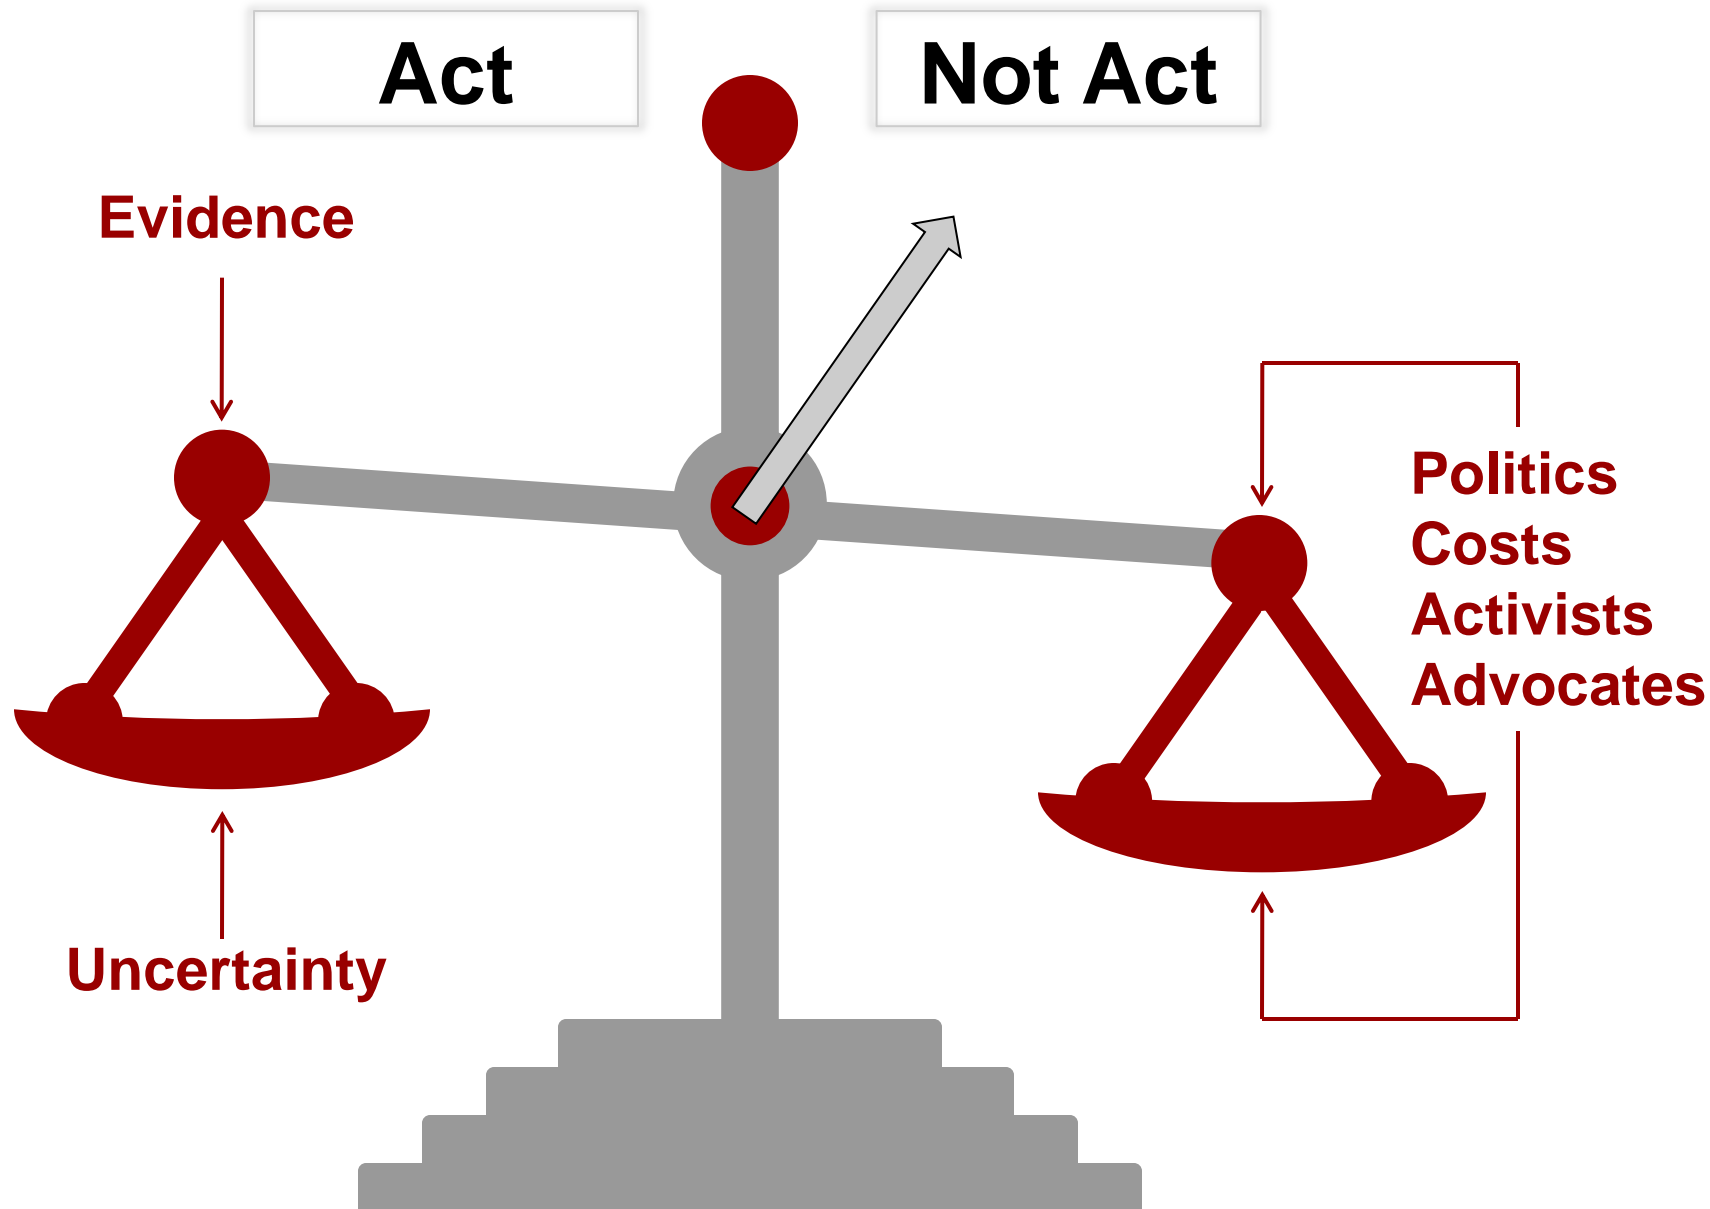 Act
Not Act
Evidence
Politics
Costs
Activists
Advocates
Uncertainty